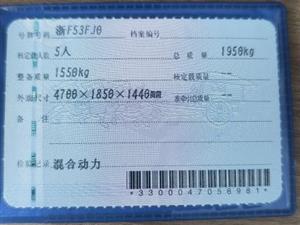 号牌号码 浙F53FJ0 档案编号
核定载人数 5人 总质量 1950kg
整备质量 1550kg 核定载质量 --
外廓尺寸 4700×1850×1440mm 准牵引总质量 --
备注
检验记录 混合动力
*3300047058981*